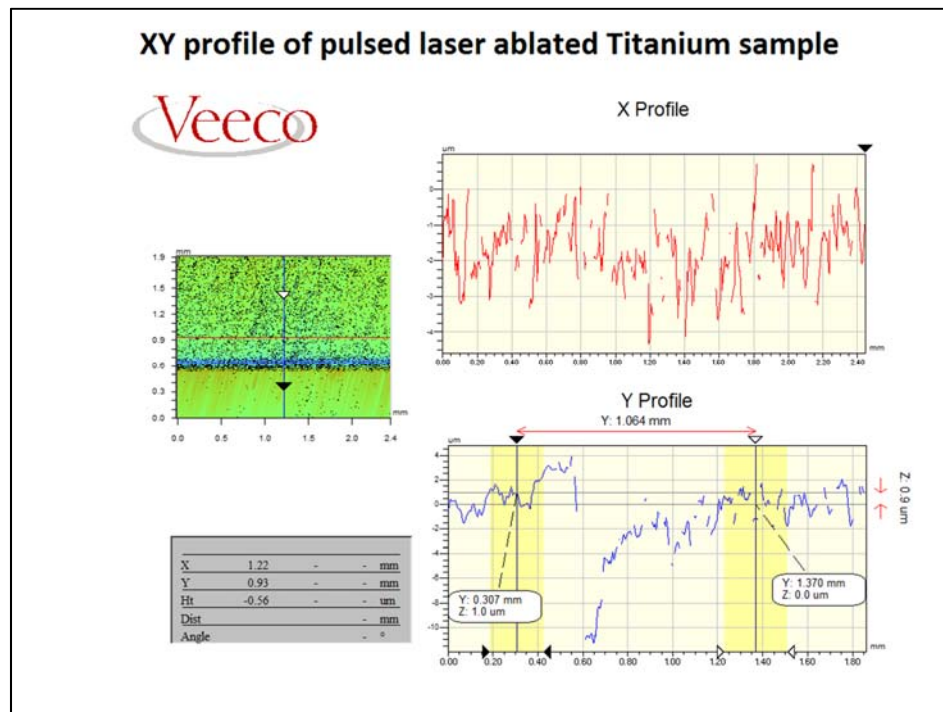 XY profile of pulsed laser ablated Titanium sample
Veeco
X Profile
um
0
-1
-2
-3
-4
0.00 0.20 0.40 0.60 0.80 1.00 1.20 1.40 1.60 1.80 2.00 2.20 2.40
mm
mm
1.9
1.5
1.2
0.9
0.6
0.3
0.0
mm
0.0 0.5 1.0 1.5 2.0 2.4
Y Profile
Y: 1.064 mm
um
4
2
0
-2
-4
-6
-8
-10
Z: 0.9 um
Y: 0.307 mm
Z: 1.0 um
Y: 1.370 mm
Z: 0.0 um
0.00 0.20 0.40 0.60 0.80 1.00 1.20 1.40 1.60 1.80
mm
X 1.22 - - mm
Y 0.93 - - mm
Ht -0.56 - - um
Dist - mm
Angle - °